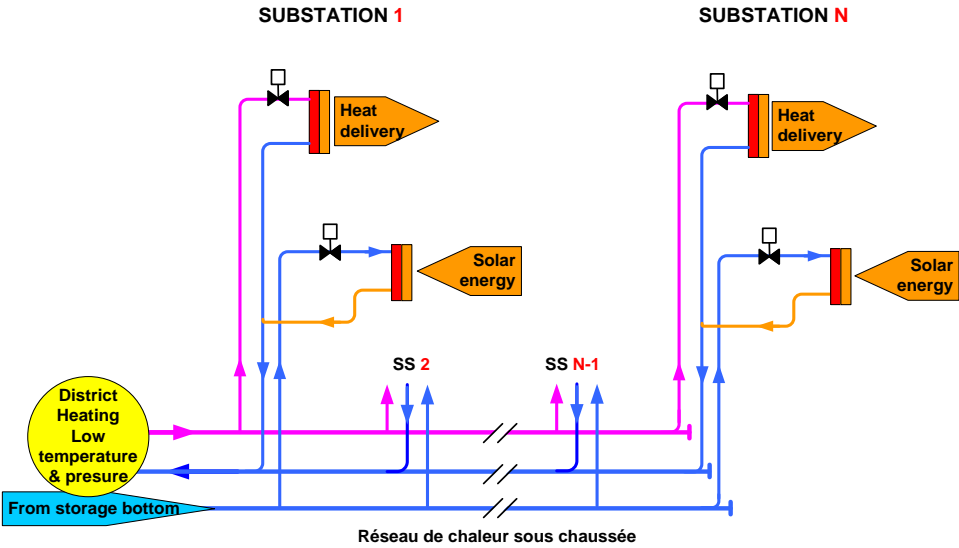 SUBSTATION 1
SUBSTATION N
Heat
delivery
Heat
delivery
Solar
energy
Solar
energy
SS 2
SS N-1
District
Heating
Low
temperature
& presure
From storage bottom
Réseau de chaleur sous chaussée